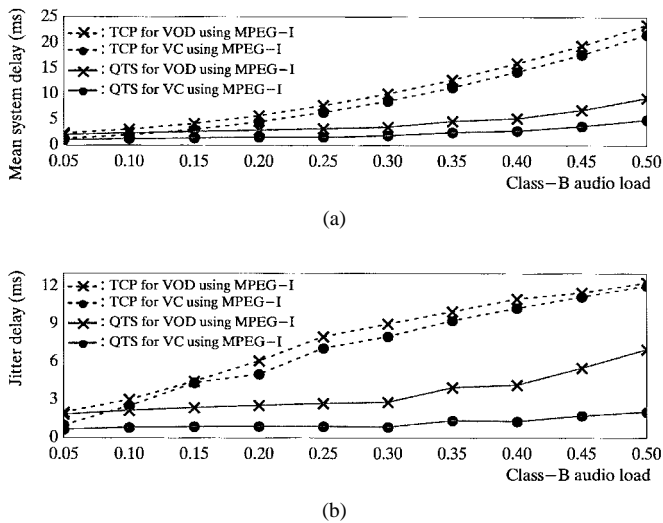 Mean system delay (ms)
25
20
15
10
5
0
× : TCP for VOD using MPEG−I
● : TCP for VC using MPEG−I
× : QTS for VOD using MPEG−I
● : QTS for VC using MPEG−I
0.05 0.10 0.15 0.20 0.25 0.30 0.35 0.40 0.45 0.50
Class−B audio load
(a)
Jitter delay (ms)
12
9
6
3
0
× : TCP for VOD using MPEG−I
● : TCP for VC using MPEG−I
× : QTS for VOD using MPEG−I
● : QTS for VC using MPEG−I
0.05 0.10 0.15 0.20 0.25 0.30 0.35 0.40 0.45 0.50
Class−B audio load
(b)